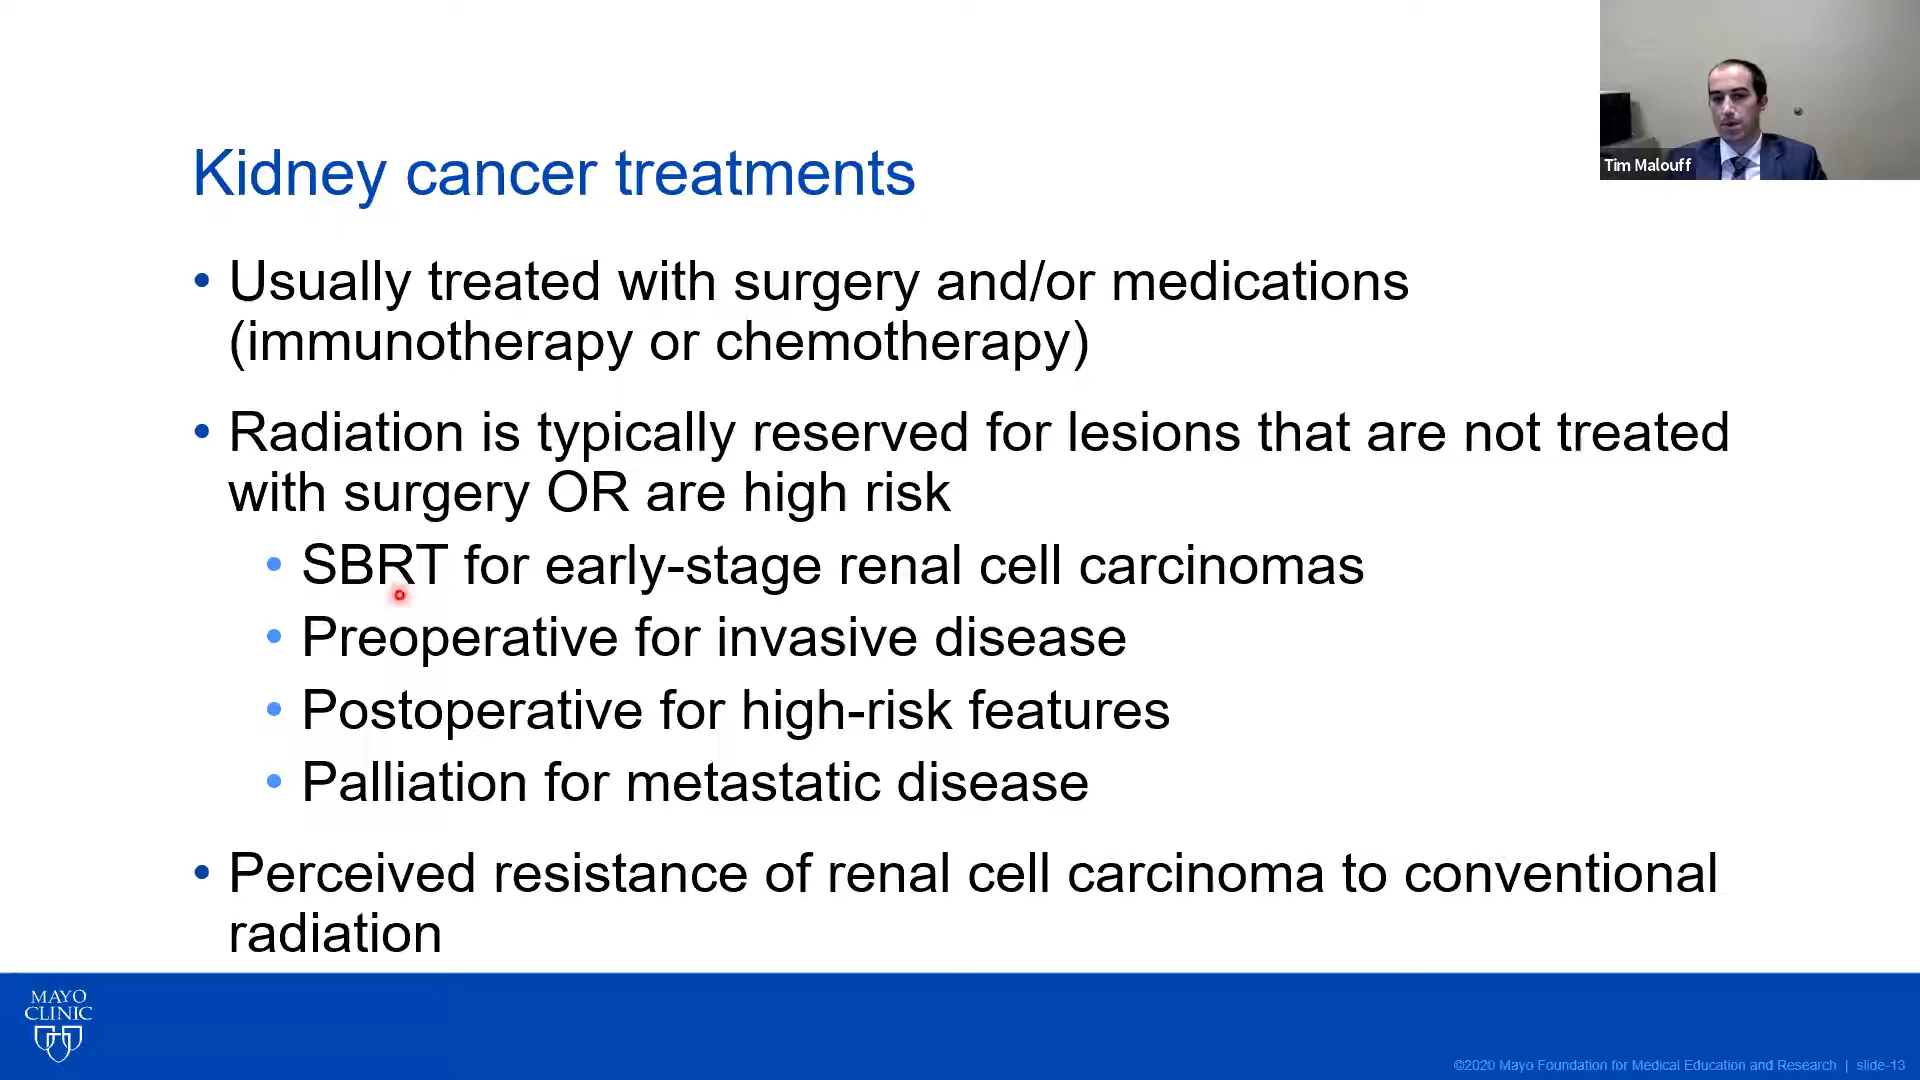 Tim Malouff
Kidney cancer treatments
• Usually treated with surgery and/or medications
(immunotherapy or chemotherapy)
• Radiation is typically reserved for lesions that are not treated
with surgery OR are high risk
• SBRT for early-stage renal cell carcinomas
• Preoperative for invasive disease
• Postoperative for high-risk features
• Palliation for metastatic disease
• Perceived resistance of renal cell carcinoma to conventional
radiation
MAYO
CLINIC
©2020 Mayo Foundation for Medical Education and Research | slide-13